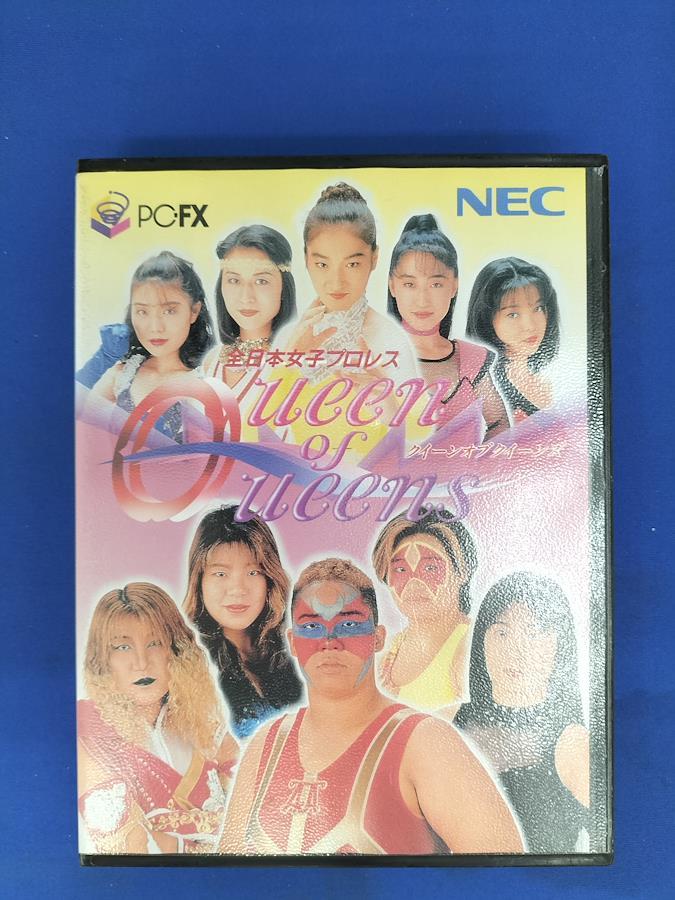 PC-FX
NEC
全日本女子プロレス
Queen
of
Queens
クイーンオブクイーンズ